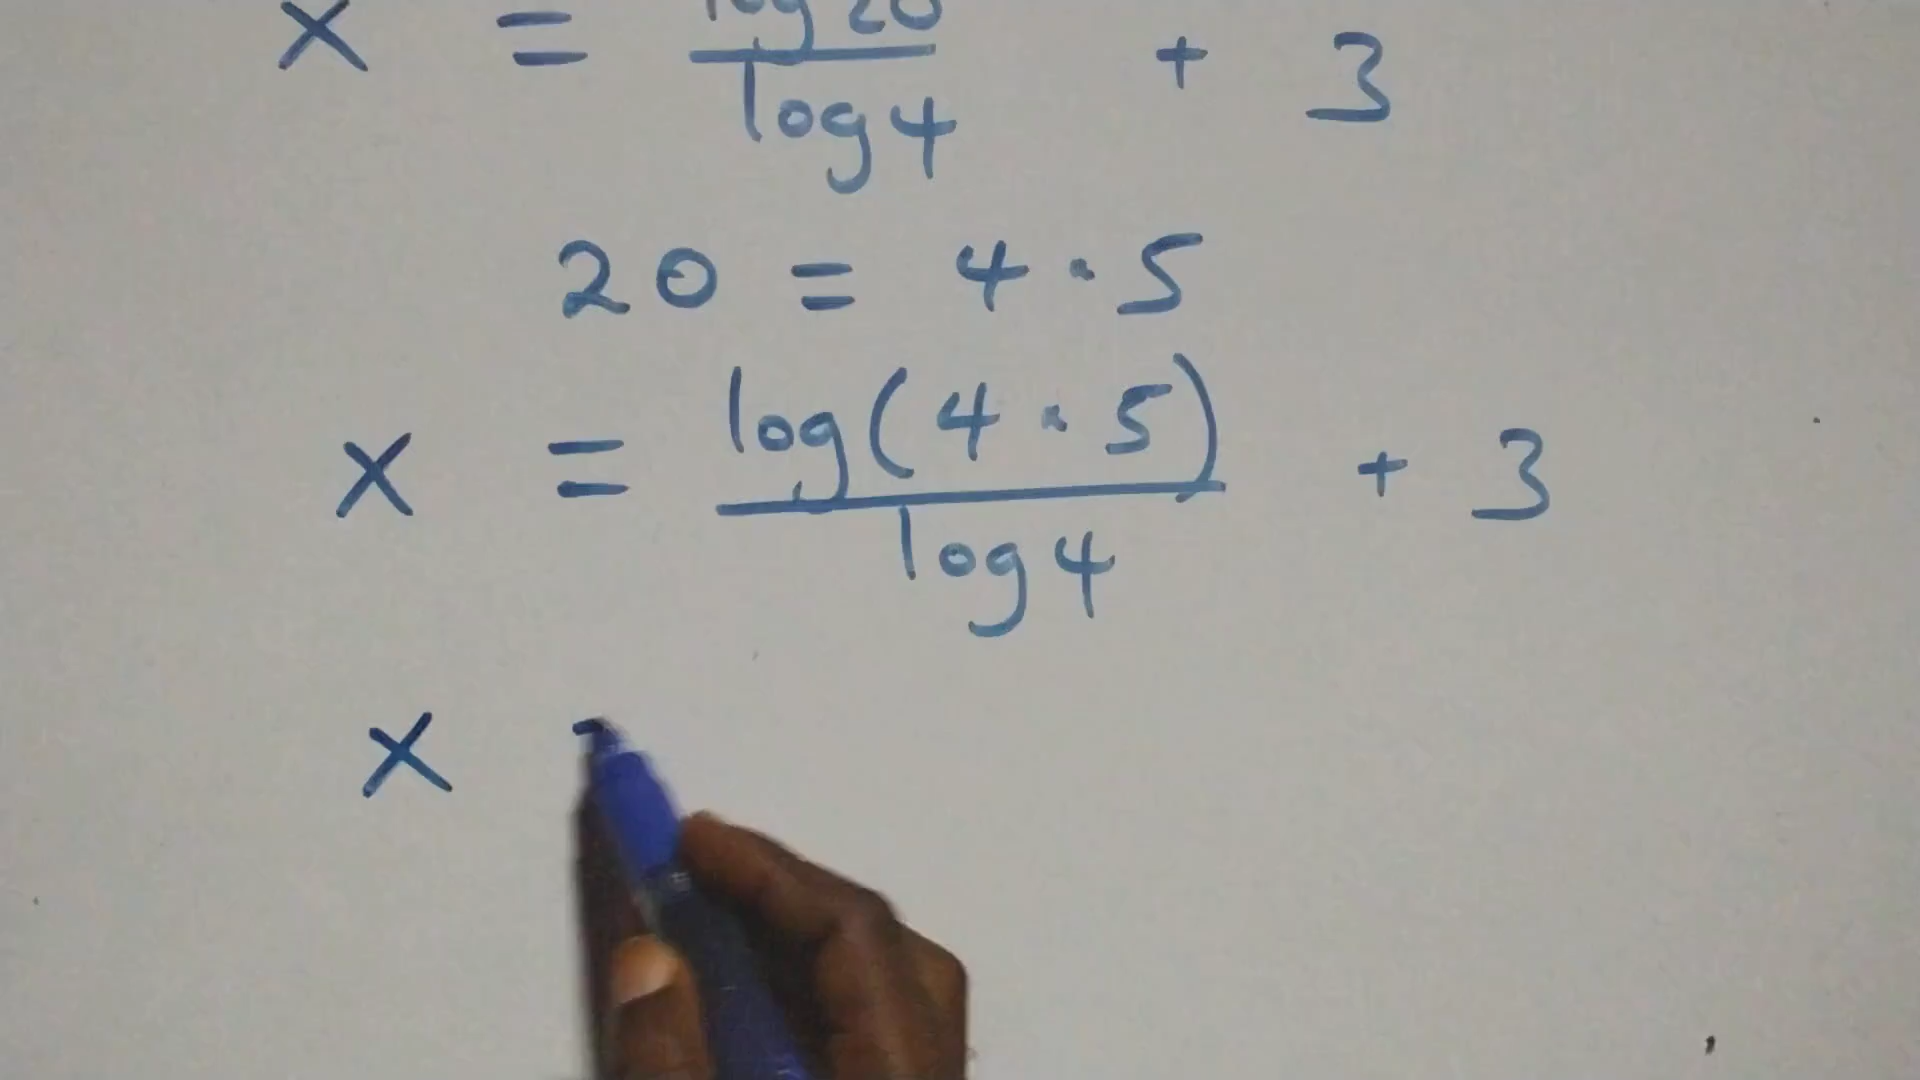 x = log 20 / log 4 + 3
20 = 4 · 5
x = log(4 · 5) / log 4 + 3
x